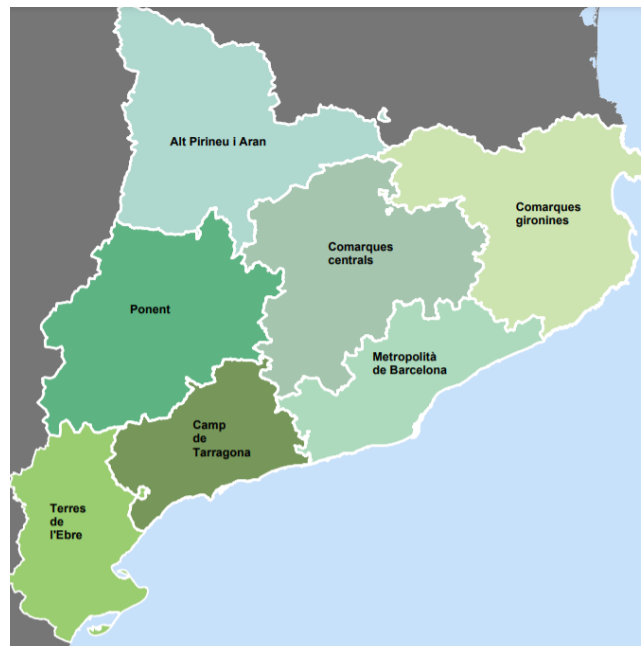 Alt Pirineu i Aran
Comarques
gironines
Comarques
centrals
Ponent
Metropolità
de Barcelona
Camp
de
Tarragona
Terres
de
l'Ebre